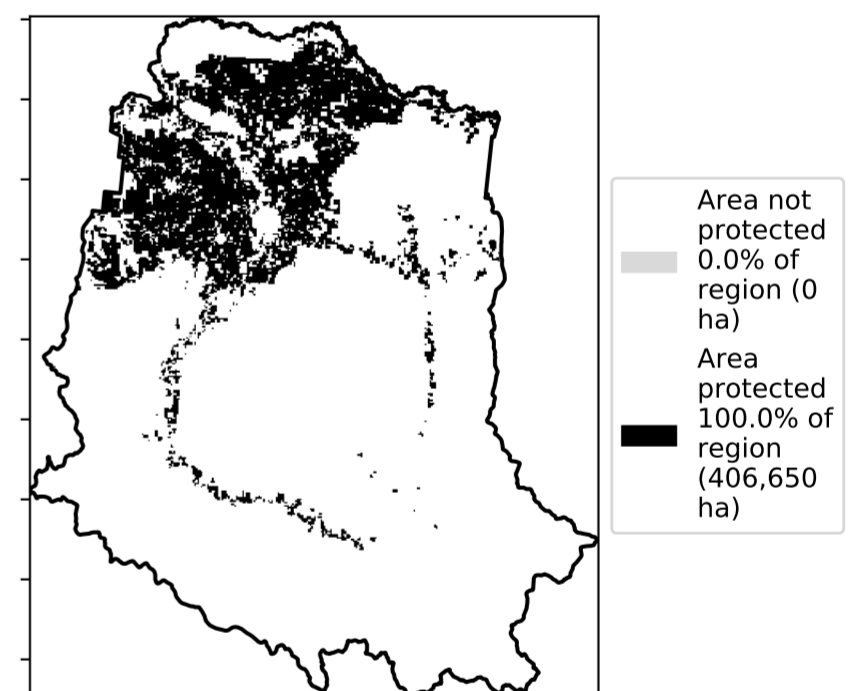 Area not
protected
0.0% of
region (0
ha)
Area
protected
100.0% of
region
(406,650
ha)